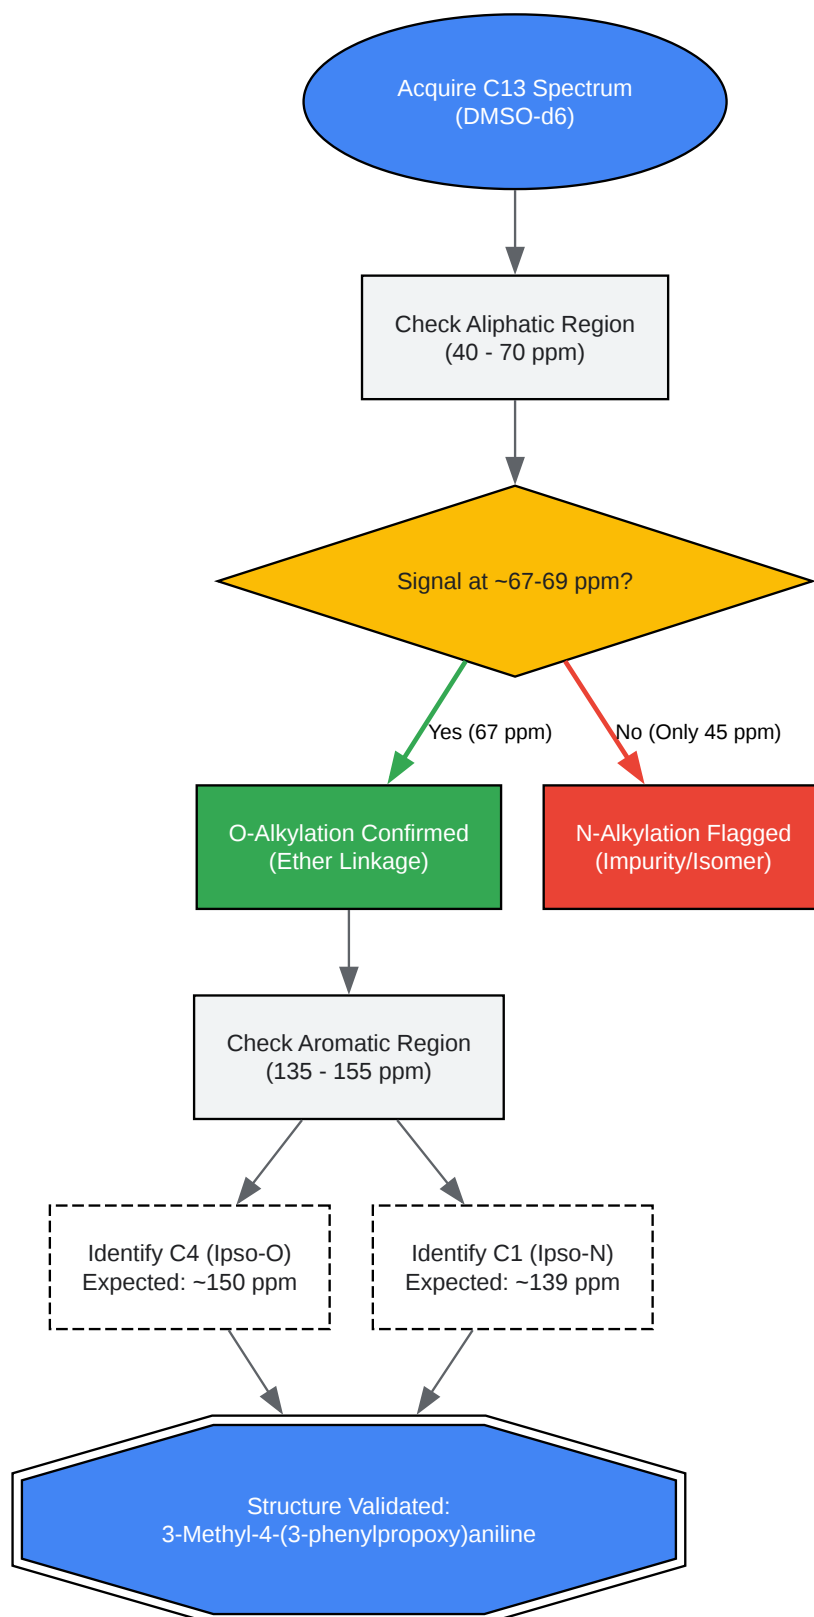 Acquire C13 Spectrum
(DMSO-d6)
Check Aliphatic Region
(40 - 70 ppm)
Signal at ~67-69 ppm?
Yes (67 ppm)
No (Only 45 ppm)
O-Alkylation Confirmed
(Ether Linkage)
N-Alkylation Flagged
(Impurity/Isomer)
Check Aromatic Region
(135 - 155 ppm)
Identify C4 (Ipso-O)
Expected: ~150 ppm
Identify C1 (Ipso-N)
Expected: ~139 ppm
Structure Validated:
3-Methyl-4-(3-phenylpropoxy)aniline